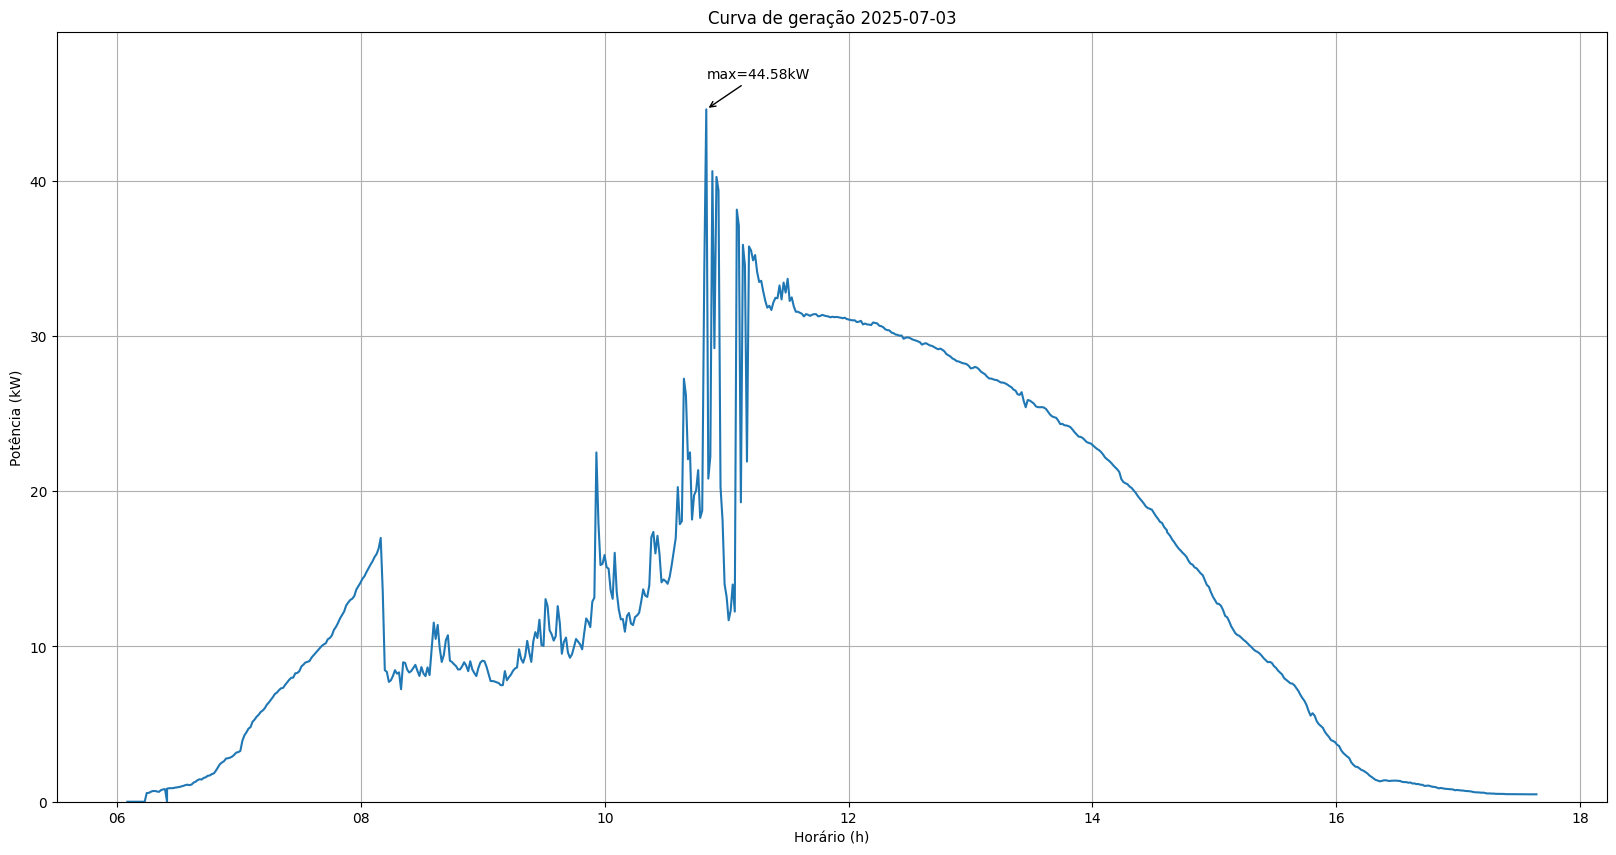 Curva de geração 2025-07-03
max=44.58kW
Potência (kW)
40
30
20
10
0
06 08 10 12 14 16 18
Horário (h)